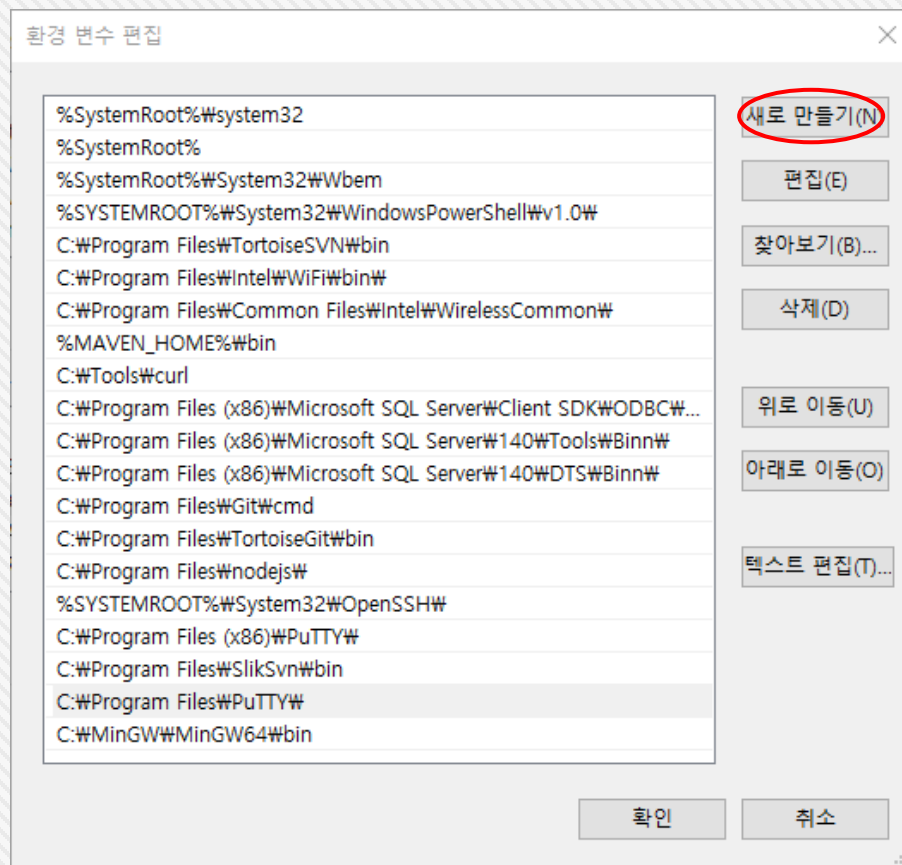 환경 변수 편집
%SystemRoot%₩system32
%SystemRoot%
%SystemRoot%₩System32₩Wbem
%SYSTEMROOT%₩System32₩WindowsPowerShell₩v1.0₩
C:₩Program Files₩TortoiseSVN₩bin
C:₩Program Files₩Intel₩WiFi₩bin₩
C:₩Program Files₩Common Files₩Intel₩WirelessCommon₩
%MAVEN_HOME%₩bin
C:₩Tools₩curl
C:₩Program Files (x86)₩Microsoft SQL Server₩Client SDK₩ODBC₩...
C:₩Program Files (x86)₩Microsoft SQL Server₩140₩Tools₩Binn₩
C:₩Program Files (x86)₩Microsoft SQL Server₩140₩DTS₩Binn₩
C:₩Program Files₩Git₩cmd
C:₩Program Files₩TortoiseGit₩bin
C:₩Program Files₩nodejs₩
%SYSTEMROOT%₩System32₩OpenSSH₩
C:₩Program Files (x86)₩PuTTY₩
C:₩Program Files₩SlikSvn₩bin
C:₩Program Files₩PuTTY₩
C:₩MinGW₩MinGW64₩bin
새로 만들기(N)
편집(E)
찾아보기(B)...
삭제(D)
위로 이동(U)
아래로 이동(O)
텍스트 편집(T)...
확인
취소